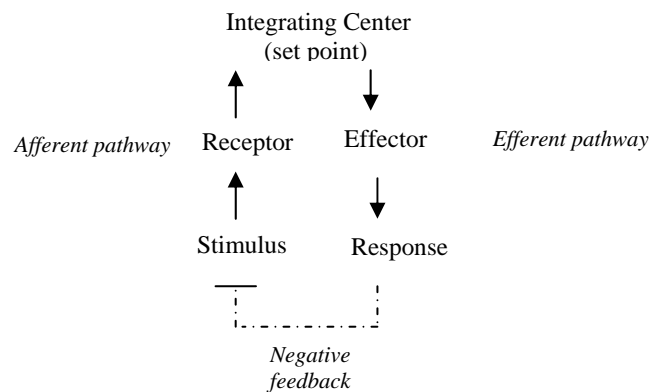 Integrating Center
(set point)
Afferent pathway Receptor Effector Efferent pathway
Stimulus Response
Negative
feedback